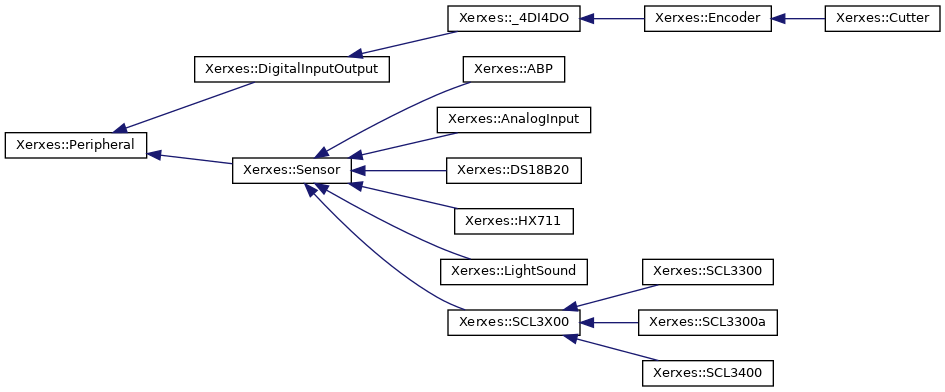 Xerxes::_4DI4DO
Xerxes::Encoder
Xerxes::Cutter
Xerxes::DigitalInputOutput
Xerxes::ABP
Xerxes::AnalogInput
Xerxes::Peripheral
Xerxes::Sensor
Xerxes::DS18B20
Xerxes::HX711
Xerxes::LightSound
Xerxes::SCL3300
Xerxes::SCL3X00
Xerxes::SCL3300a
Xerxes::SCL3400